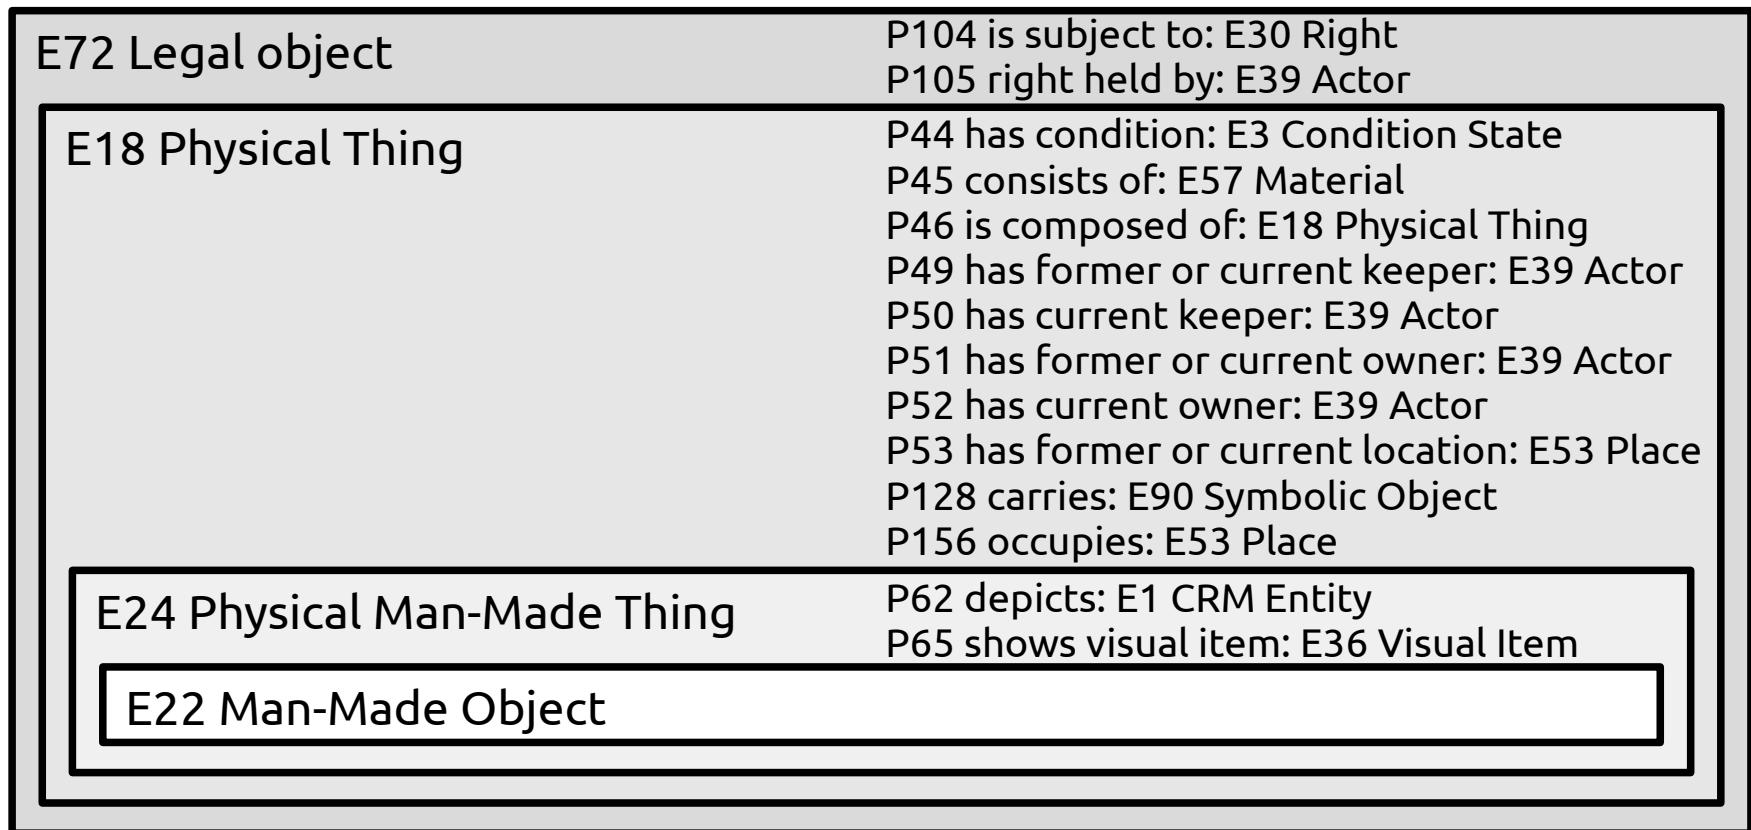 E72 Legal object
P104 is subject to: E30 Right
P105 right held by: E39 Actor
E18 Physical Thing
P44 has condition: E3 Condition State
P45 consists of: E57 Material
P46 is composed of: E18 Physical Thing
P49 has former or current keeper: E39 Actor
P50 has current keeper: E39 Actor
P51 has former or current owner: E39 Actor
P52 has current owner: E39 Actor
P53 has former or current location: E53 Place
P128 carries: E90 Symbolic Object
P156 occupies: E53 Place
E24 Physical Man-Made Thing
P62 depicts: E1 CRM Entity
P65 shows visual item: E36 Visual Item
E22 Man-Made Object